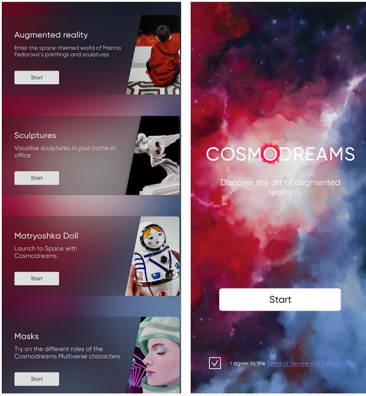 Augmented reality
Enter the space-themed world of Marina
Fedorova's paintings and sculptures
Start
Sculptures
Visualise sculptures in your home or
office
Start
Matryoshka Doll
Launch to Space with
Cosmodreams
Start
Masks
Try on the different roles of the
Cosmodreams Multiverse characters
Start
COSMODREAMS
Discover the art of augmented
reality
Start
I agree to the Terms of Service and Privacy Policy